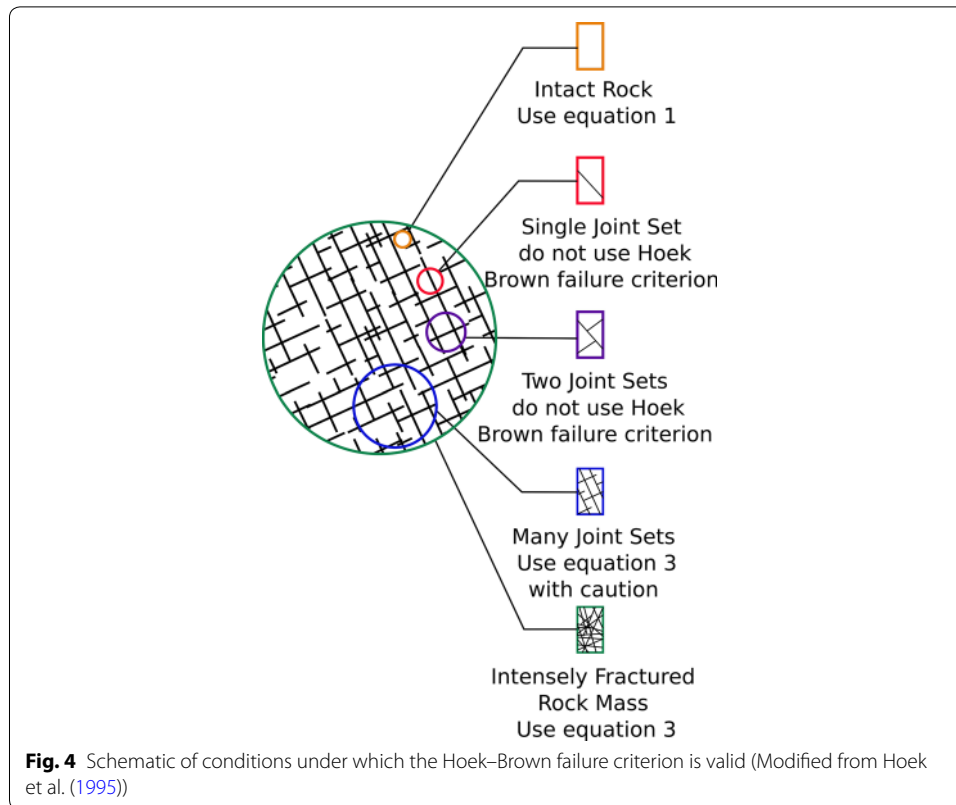 Intact Rock
Use equation 1
Single Joint Set
do not use Hoek
Brown failure criterion
Two Joint Sets
do not use Hoek
Brown failure criterion
Many Joint Sets
Use equation 3
with caution
Intensely Fractured
Rock Mass
Use equation 3
Fig. 4 Schematic of conditions under which the Hoek–Brown failure criterion is valid (Modified from Hoek
et al. (1995))